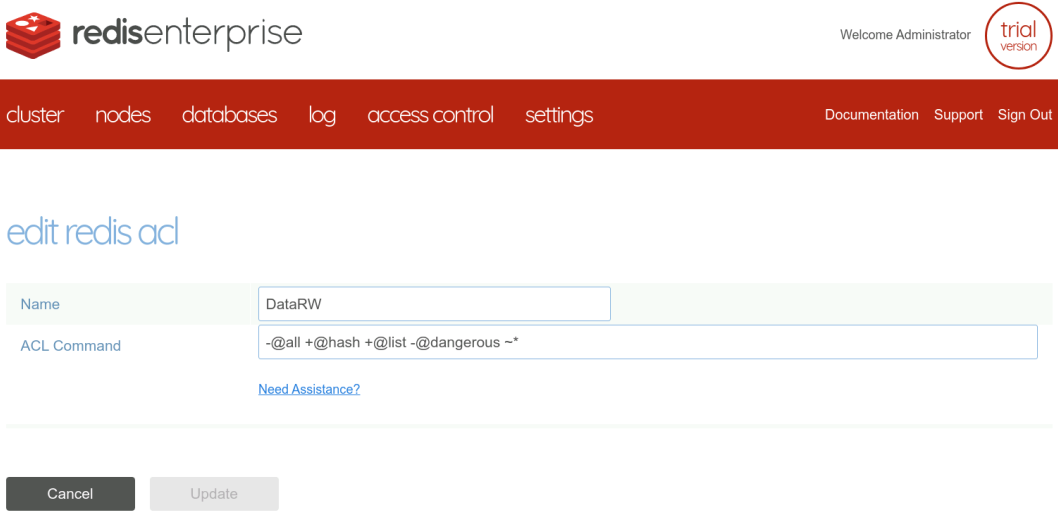 redisenterprise
Welcome Administrator
trial
version
cluster nodes databases log access control settings Documentation Support Sign Out
edit redis acl
Name DataRW
ACL Command -@all +@hash +@list -@dangerous ~*
Need Assistance?
Cancel Update